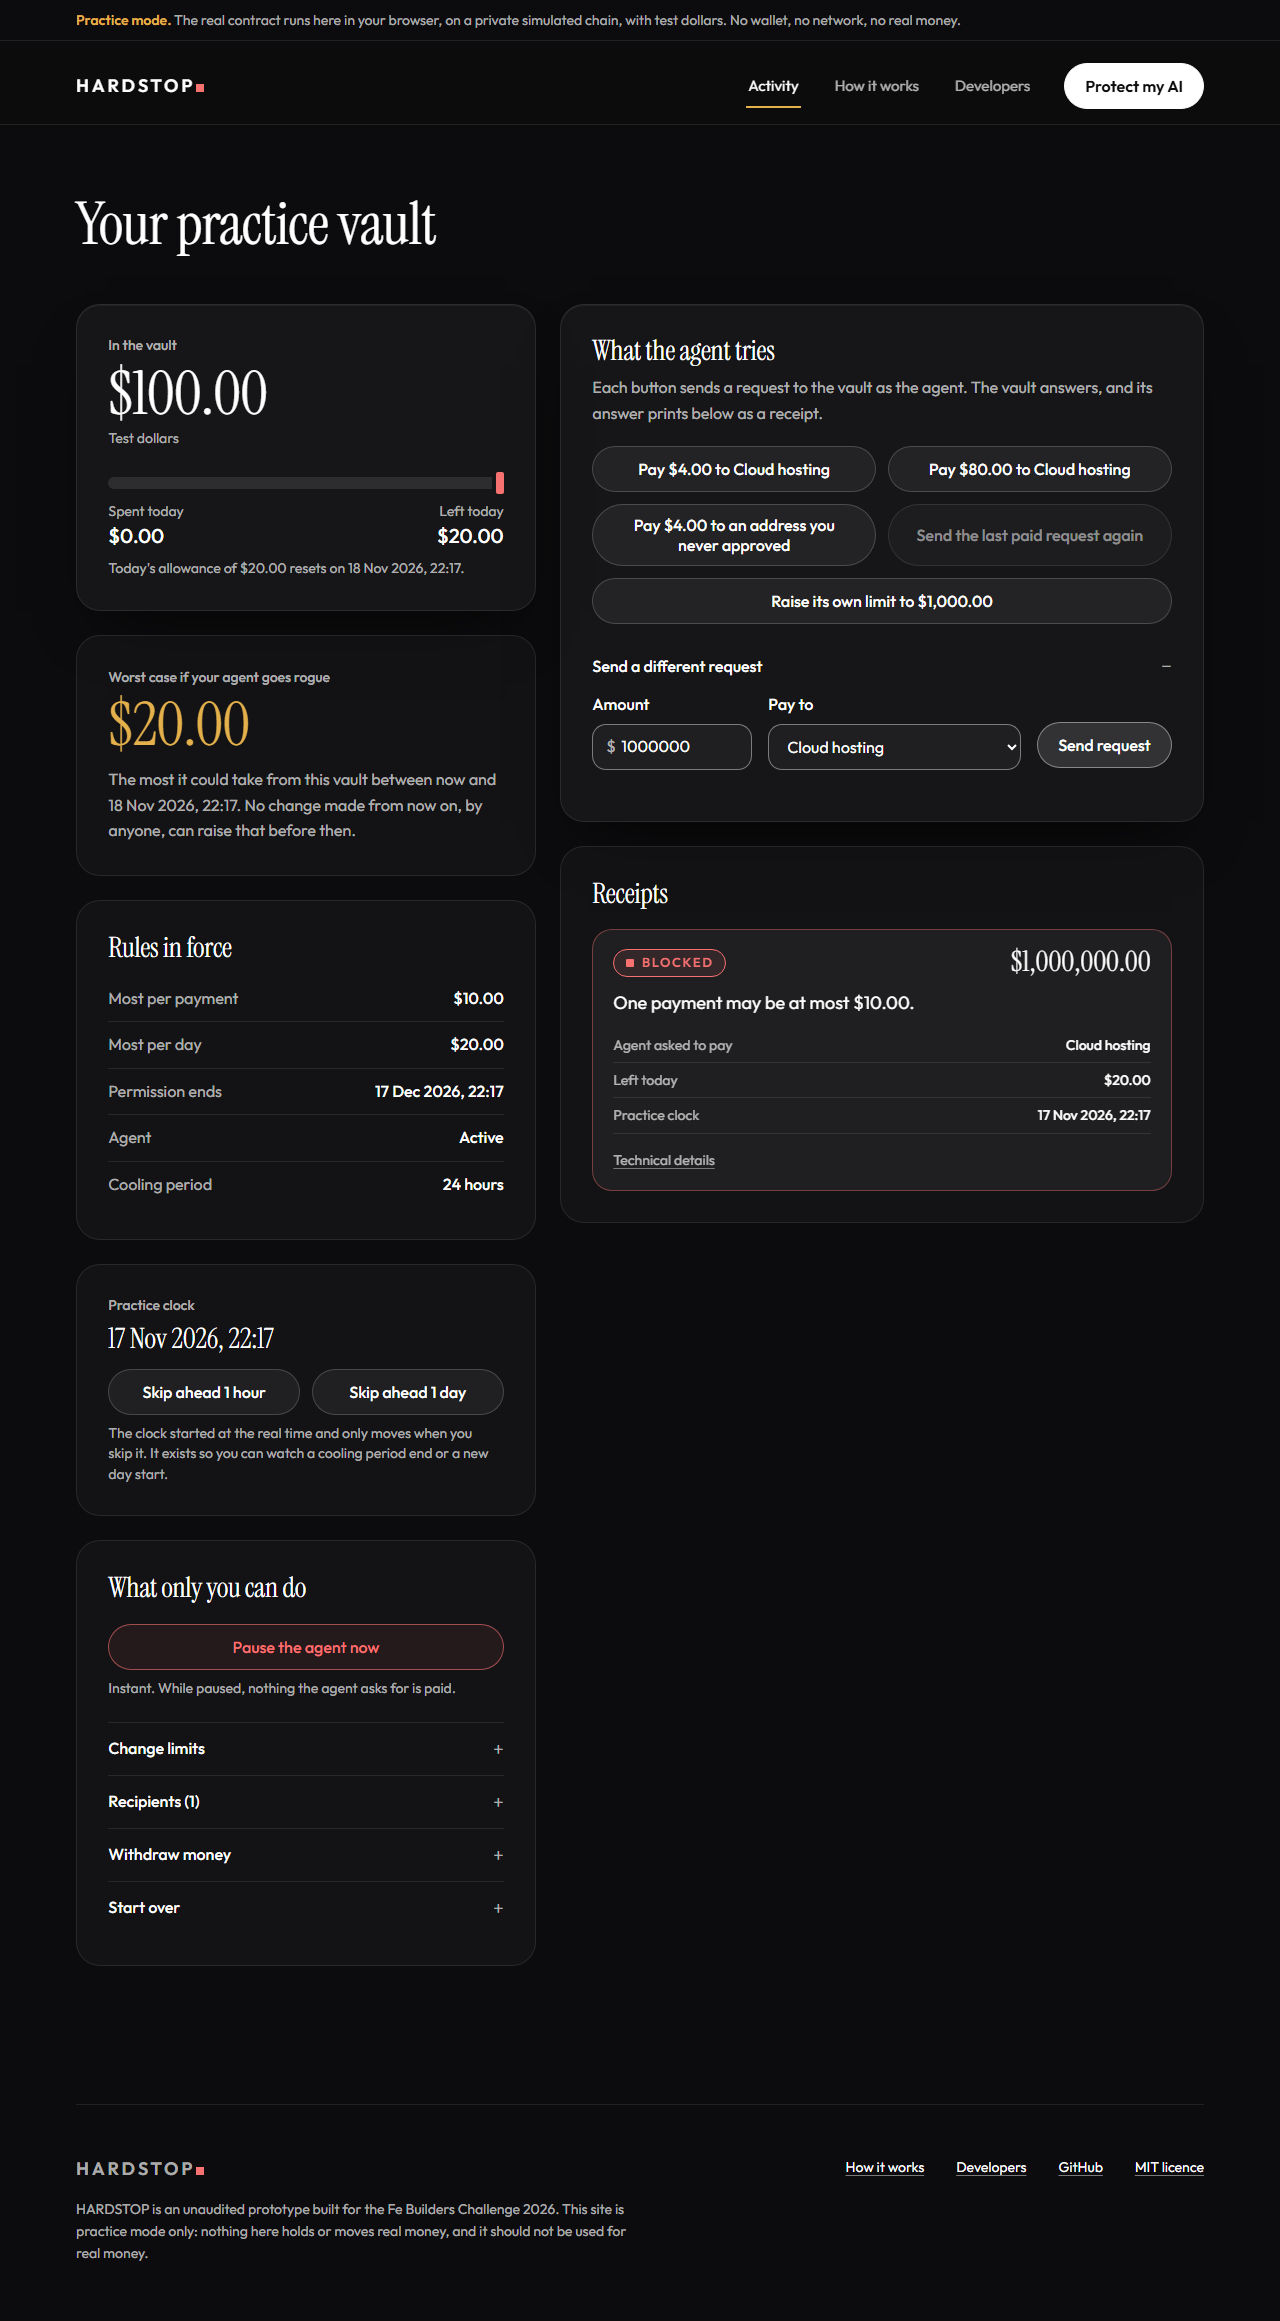 Practice mode. The real contract runs here in your browser, on a private simulated chain, with test dollars. No wallet, no network, no real money.
HARDSTOP
Activity
How it works
Developers
Protect my AI
Your practice vault
In the vault
$100.00
Test dollars
Spent today
Left today
$0.00
$20.00
Today's allowance of $20.00 resets on 18 Nov 2026, 22:17.
Worst case if your agent goes rogue
$20.00
The most it could take from this vault between now and
18 Nov 2026, 22:17. No change made from now on, by
anyone, can raise that before then.
Rules in force
Most per payment
$10.00
Most per day
$20.00
Permission ends
17 Dec 2026, 22:17
Agent
Active
Cooling period
24 hours
Practice clock
17 Nov 2026, 22:17
Skip ahead 1 hour
Skip ahead 1 day
The clock started at the real time and only moves when you
skip it. It exists so you can watch a cooling period end or a new
day start.
What only you can do
Pause the agent now
Instant. While paused, nothing the agent asks for is paid.
Change limits
+
Recipients (1)
+
Withdraw money
+
Start over
+
What the agent tries
Each button sends a request to the vault as the agent. The vault answers, and its
answer prints below as a receipt.
Pay $4.00 to Cloud hosting
Pay $80.00 to Cloud hosting
Pay $4.00 to an address you
never approved
Send the last paid request again
Raise its own limit to $1,000.00
Send a different request
−
Amount
Pay to
$ 1000000
Cloud hosting
Send request
Receipts
BLOCKED
$1,000,000.00
One payment may be at most $10.00.
Agent asked to pay
Cloud hosting
Left today
$20.00
Practice clock
17 Nov 2026, 22:17
Technical details
HARDSTOP
How it works
Developers
GitHub
MIT licence
HARDSTOP is an unaudited prototype built for the Fe Builders Challenge 2026. This site is
practice mode only: nothing here holds or moves real money, and it should not be used for
real money.